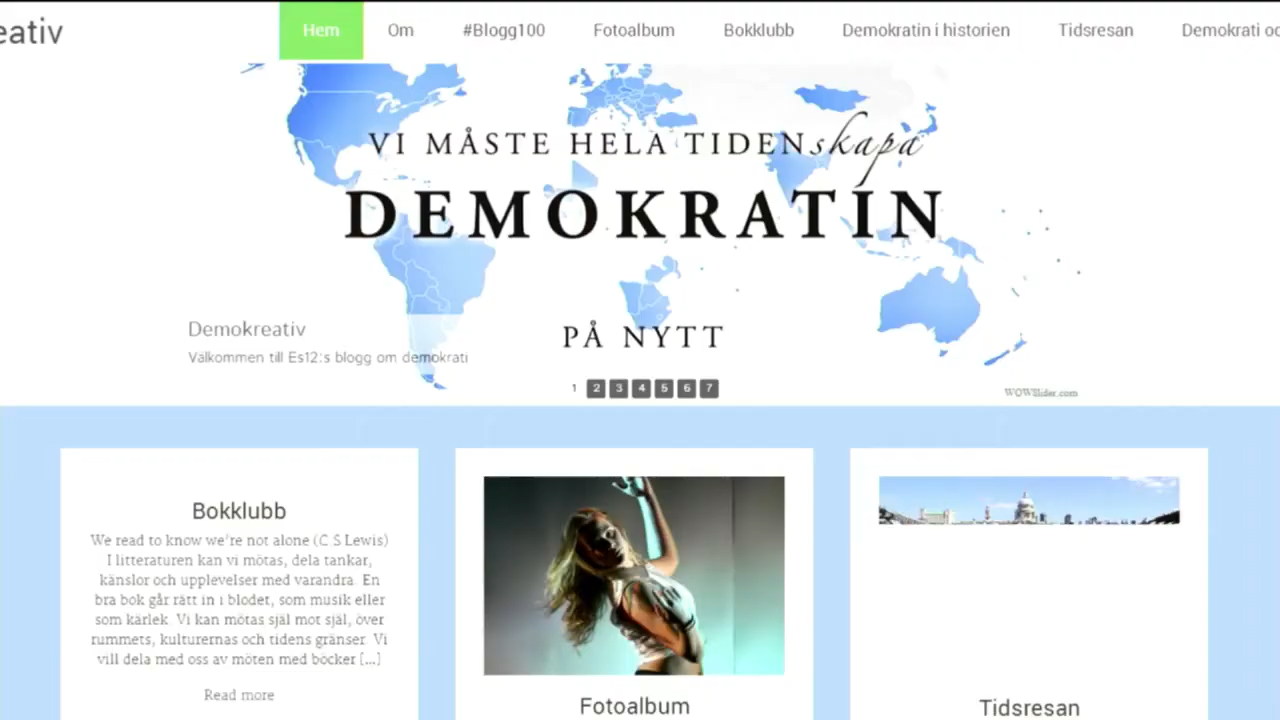 eativ
Hem Om #Blogg100 Fotoalbum Bokklubb Demokratin i historien Tidsresan Demokrati oc
VI MÅSTE HELA TIDEN skapa
DEMOKRATIN
PÅ NYTT
Demokreativ
Välkommen till Es12:s blogg om demokrati
1 2 3 4 5 6 7
WOWSlider.com
Bokklubb
We read to know we're not alone (C S Lewis)
I litteraturen kan vi mötas, dela tankar,
känslor och upplevelser med varandra. En
bra bok går rätt in i blodet, som musik eller
som kärlek. Vi kan mötas själ mot själ, över
rummets, kulturernas och tidens gränser. Vi
vill dela med oss av möten med böcker [...]
Read more
Fotoalbum
Tidsresan